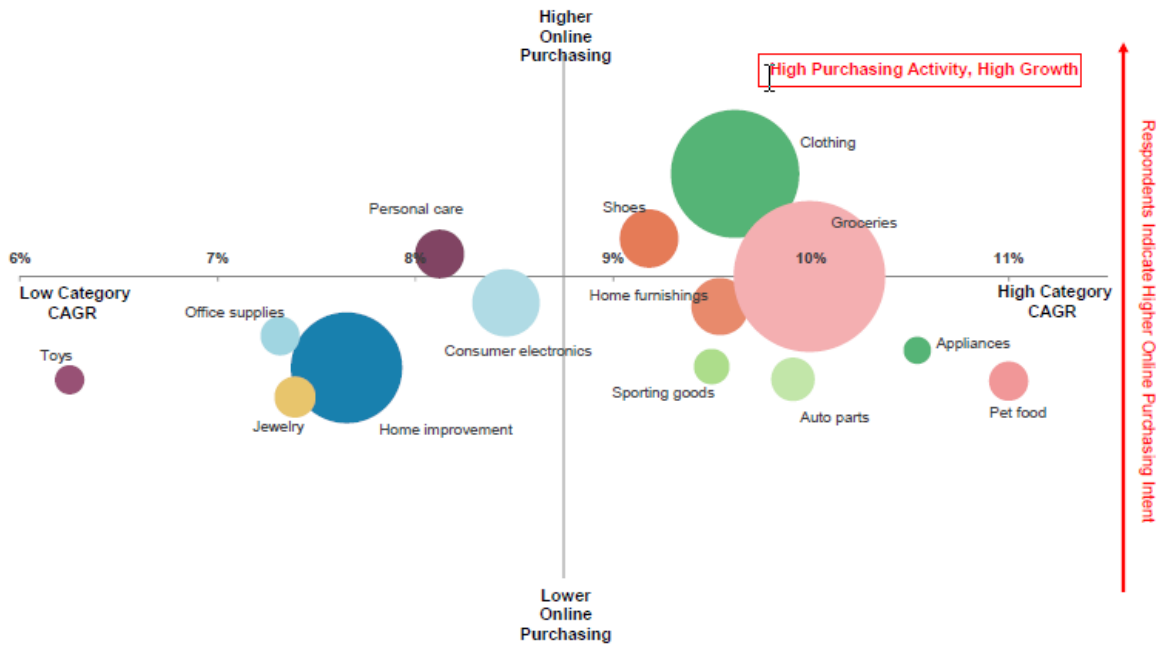 Higher
Online
Purchasing
High Purchasing Activity, High Growth
Clothing
Shoes
Personal care
Groceries
6%
7%
8%
9%
10%
11%
Low Category
CAGR
High Category
CAGR
Home furnishings
Office supplies
Consumer electronics
Appliances
Toys
Sporting goods
Auto parts
Pet food
Jewelry
Home improvement
Lower
Online
Purchasing
Respondents Indicate Higher Online Purchasing Intent